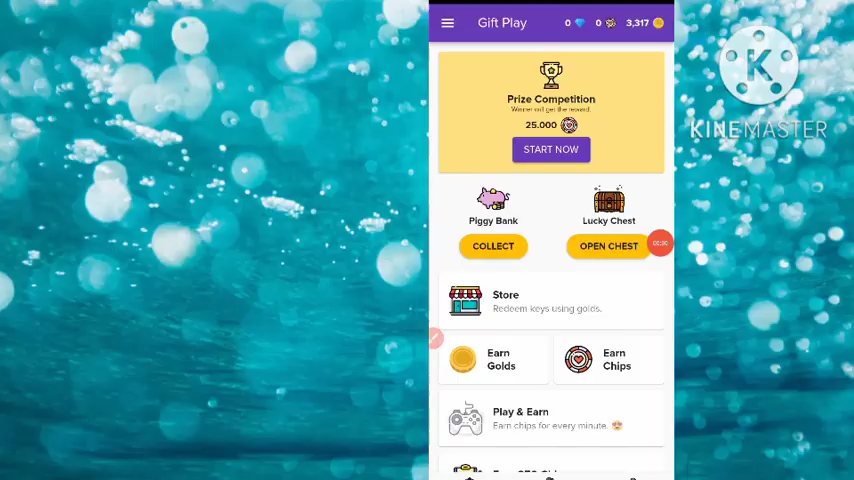 Gift Play
0
0
3,317
Prize Competition
Winner will get the reward:
25.000
START NOW
Piggy Bank
Lucky Chest
COLLECT
OPEN CHEST
Store
Redeem keys using golds.
Earn
Golds
Earn
Chips
Play & Earn
Earn chips for every minute. 😍
K
KINEMASTER